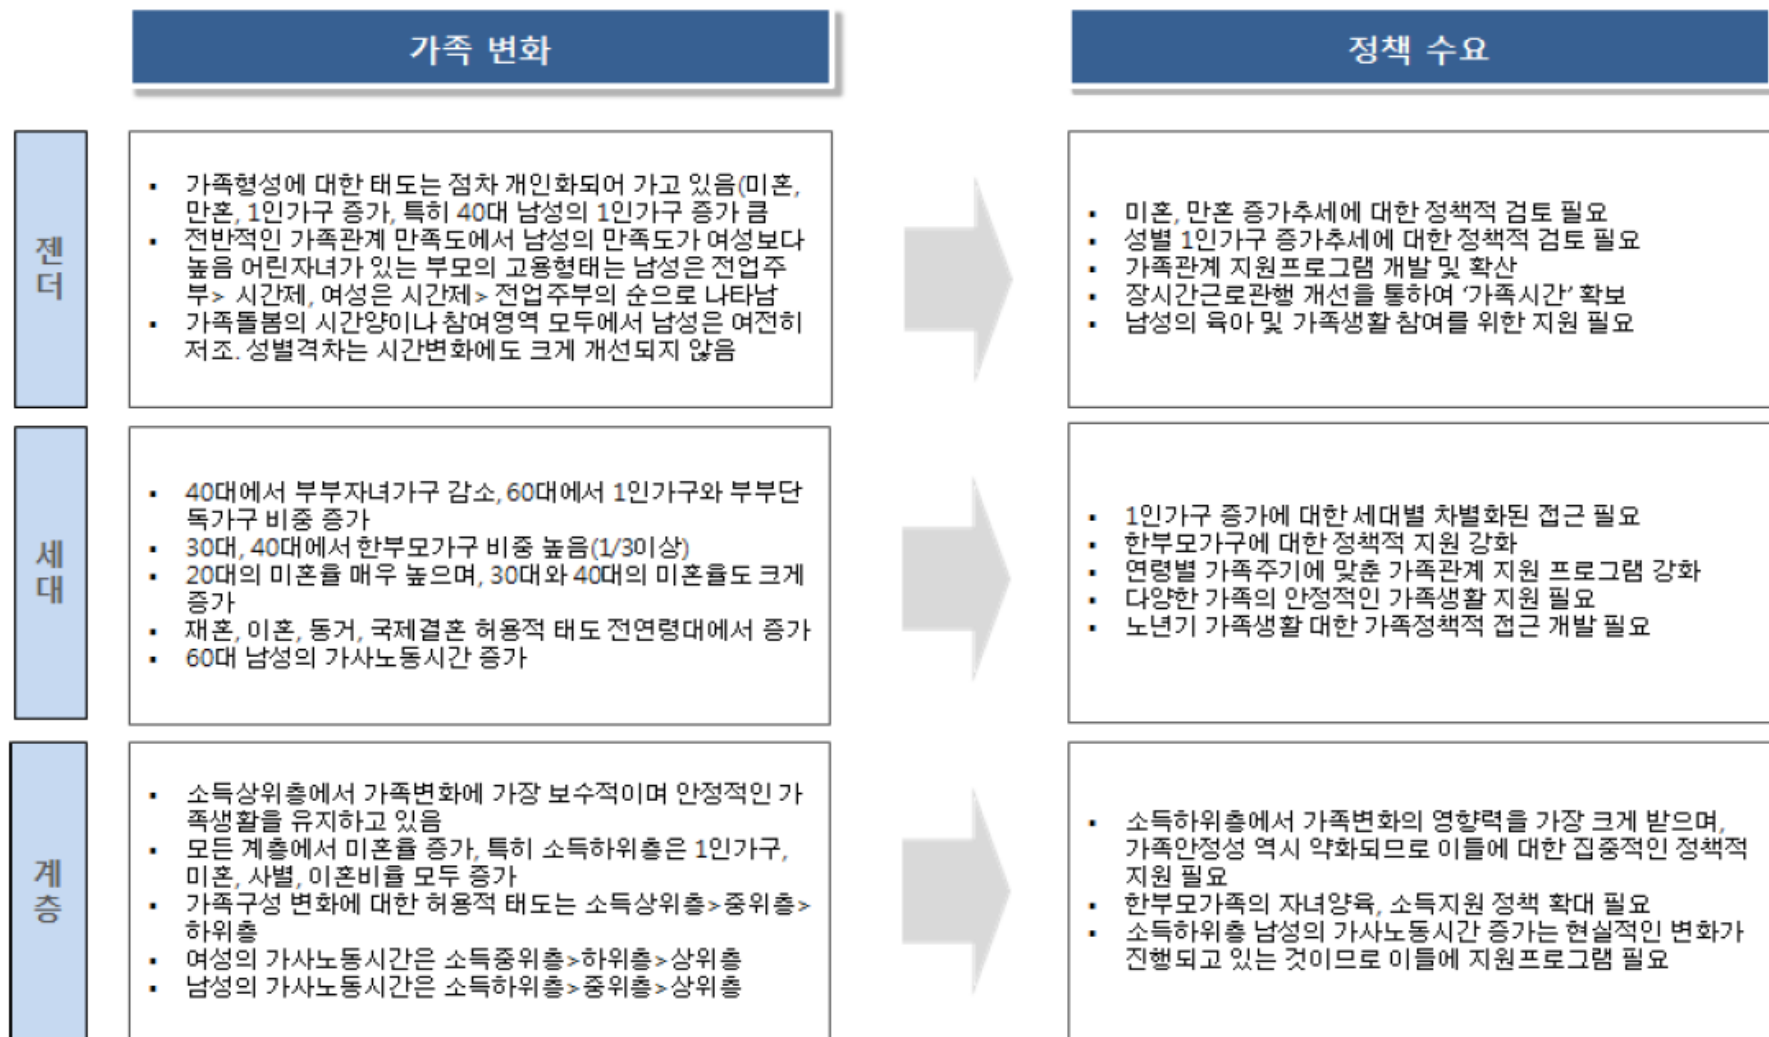 가족 변화
정책 수요
젠
더
▪ 가족형성에 대한 태도는 점차 개인화되어 가고 있음(미혼,
만혼, 1인가구 증가, 특히 40대 남성의 1인가구 증가 큼
▪ 전반적인 가족관계 만족도에서 남성의 만족도가 여성보다
높음 어린자녀가 있는 부모의 고용형태는 남성은 전업주
부> 시간제, 여성은 시간제> 전업주부의 순으로 나타남
▪ 가족돌봄의 시간양이나 참여영역 모두에서 남성은 여전히
저조. 성별격차는 시간변화에도 크게 개선되지 않음
▪ 미혼, 만혼 증가추세에 대한 정책적 검토 필요
▪ 성별 1인가구 증가추세에 대한 정책적 검토 필요
▪ 가족관계 지원프로그램 개발 및 확산
▪ 장시간근로관행 개선을 통하여 ‘가족시간’ 확보
▪ 남성의 육아 및 가족생활 참여를 위한 지원 필요
세
대
▪ 40대에서 부부자녀가구 감소, 60대에서 1인가구와 부부단
독가구 비중 증가
▪ 30대, 40대에서 한부모가구 비중 높음(1/3이상)
▪ 20대의 미혼율 매우 높으며, 30대와 40대의 미혼율도 크게
증가
▪ 재혼, 이혼, 동거, 국제결혼 허용적 태도 전연령대에서 증가
▪ 60대 남성의 가사노동시간 증가
▪ 1인가구 증가에 대한 세대별 차별화된 접근 필요
▪ 한부모가구에 대한 정책적 지원 강화
▪ 연령별 가족주기에 맞춘 가족관계 지원 프로그램 강화
▪ 다양한 가족의 안정적인 가족생활 지원 필요
▪ 노년기 가족생활 대한 가족정책적 접근 개발 필요
계
층
▪ 소득상위층에서 가족변화에 가장 보수적이며 안정적인 가
족생활을 유지하고 있음
▪ 모든 계층에서 미혼율 증가, 특히 소득하위층은 1인가구,
미혼, 사별, 이혼비율 모두 증가
▪ 가족구성 변화에 대한 허용적 태도는 소득상위층>중위층>
하위층
▪ 여성의 가사노동시간은 소득중위층>하위층>상위층
▪ 남성의 가사노동시간은 소득하위층>중위층>상위층
▪ 소득하위층에서 가족변화의 영향력을 가장 크게 받으며,
가족안정성 역시 약화되므로 이들에 대한 집중적인 정책적
지원 필요
▪ 한부모가족의 자녀양육, 소득지원 정책 확대 필요
▪ 소득하위층 남성의 가사노동시간 증가는 현실적인 변화가
진행되고 있는 것이므로 이들에 지원프로그램 필요